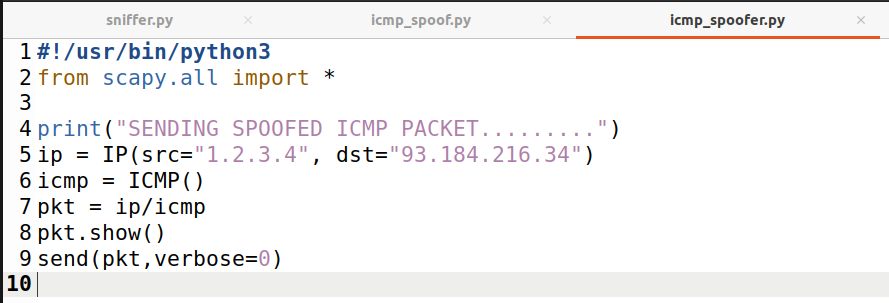 sniffer.py × icmp_spoof.py × icmp_spoofer.py ×
1 #!/usr/bin/python3
2 from scapy.all import *
3
4 print("SENDING SPOOFED ICMP PACKET.........")
5 ip = IP(src="1.2.3.4", dst="93.184.216.34")
6 icmp = ICMP()
7 pkt = ip/icmp
8 pkt.show()
9 send(pkt,verbose=0)
10